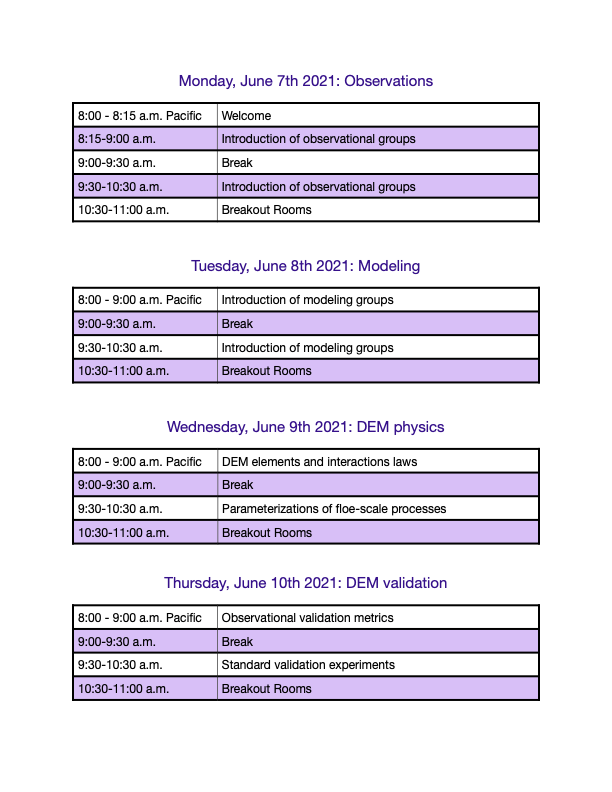 Monday, June 7th 2021: Observations
8:00 - 8:15 a.m. Pacific Welcome
8:15-9:00 a.m. Introduction of observational groups
9:00-9:30 a.m. Break
9:30-10:30 a.m. Introduction of observational groups
10:30-11:00 a.m. Breakout Rooms
Tuesday, June 8th 2021: Modeling
8:00 - 9:00 a.m. Pacific Introduction of modeling groups
9:00-9:30 a.m. Break
9:30-10:30 a.m. Introduction of modeling groups
10:30-11:00 a.m. Breakout Rooms
Wednesday, June 9th 2021: DEM physics
8:00 - 9:00 a.m. Pacific DEM elements and interactions laws
9:00-9:30 a.m. Break
9:30-10:30 a.m. Parameterizations of floe-scale processes
10:30-11:00 a.m. Breakout Rooms
Thursday, June 10th 2021: DEM validation
8:00 - 9:00 a.m. Pacific Observational validation metrics
9:00-9:30 a.m. Break
9:30-10:30 a.m. Standard validation experiments
10:30-11:00 a.m. Breakout Rooms